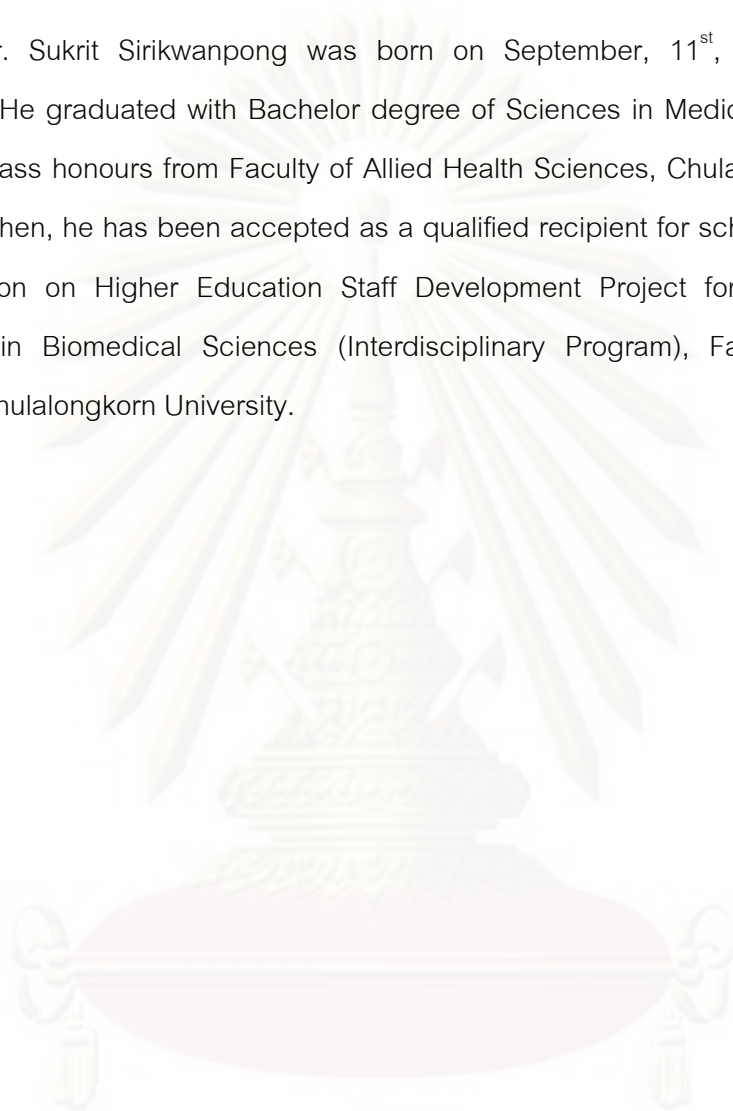 r. Sukrit Sirikwanpong was born on September, 11st,
He graduated with Bachelor degree of Sciences in Medic
ass honours from Faculty of Allied Health Sciences, Chula
hen, he has been accepted as a qualified recipient for sch
on on Higher Education Staff Development Project for
in Biomedical Sciences (Interdisciplinary Program), Fa
hulalongkorn University.